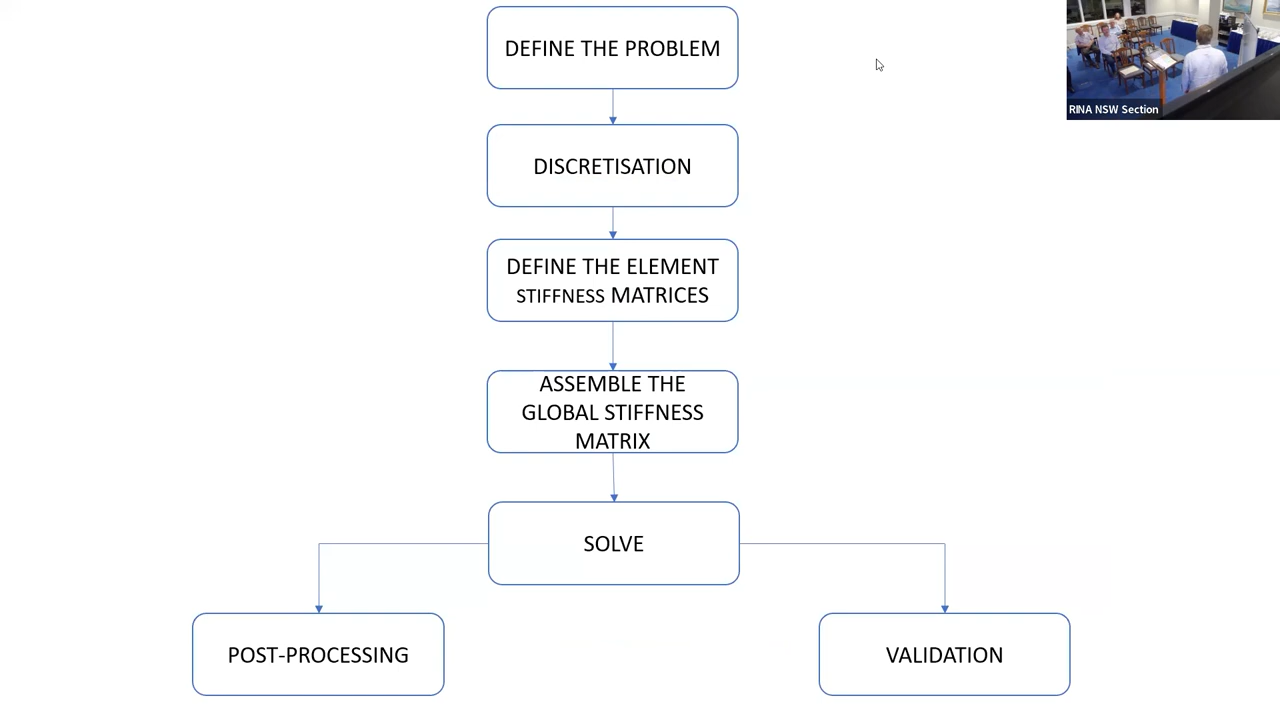 DEFINE THE PROBLEM
RINA NSW Section
DISCRETISATION
DEFINE THE ELEMENT
STIFFNESS MATRICES
ASSEMBLE THE
GLOBAL STIFFNESS
MATRIX
SOLVE
POST-PROCESSING
VALIDATION